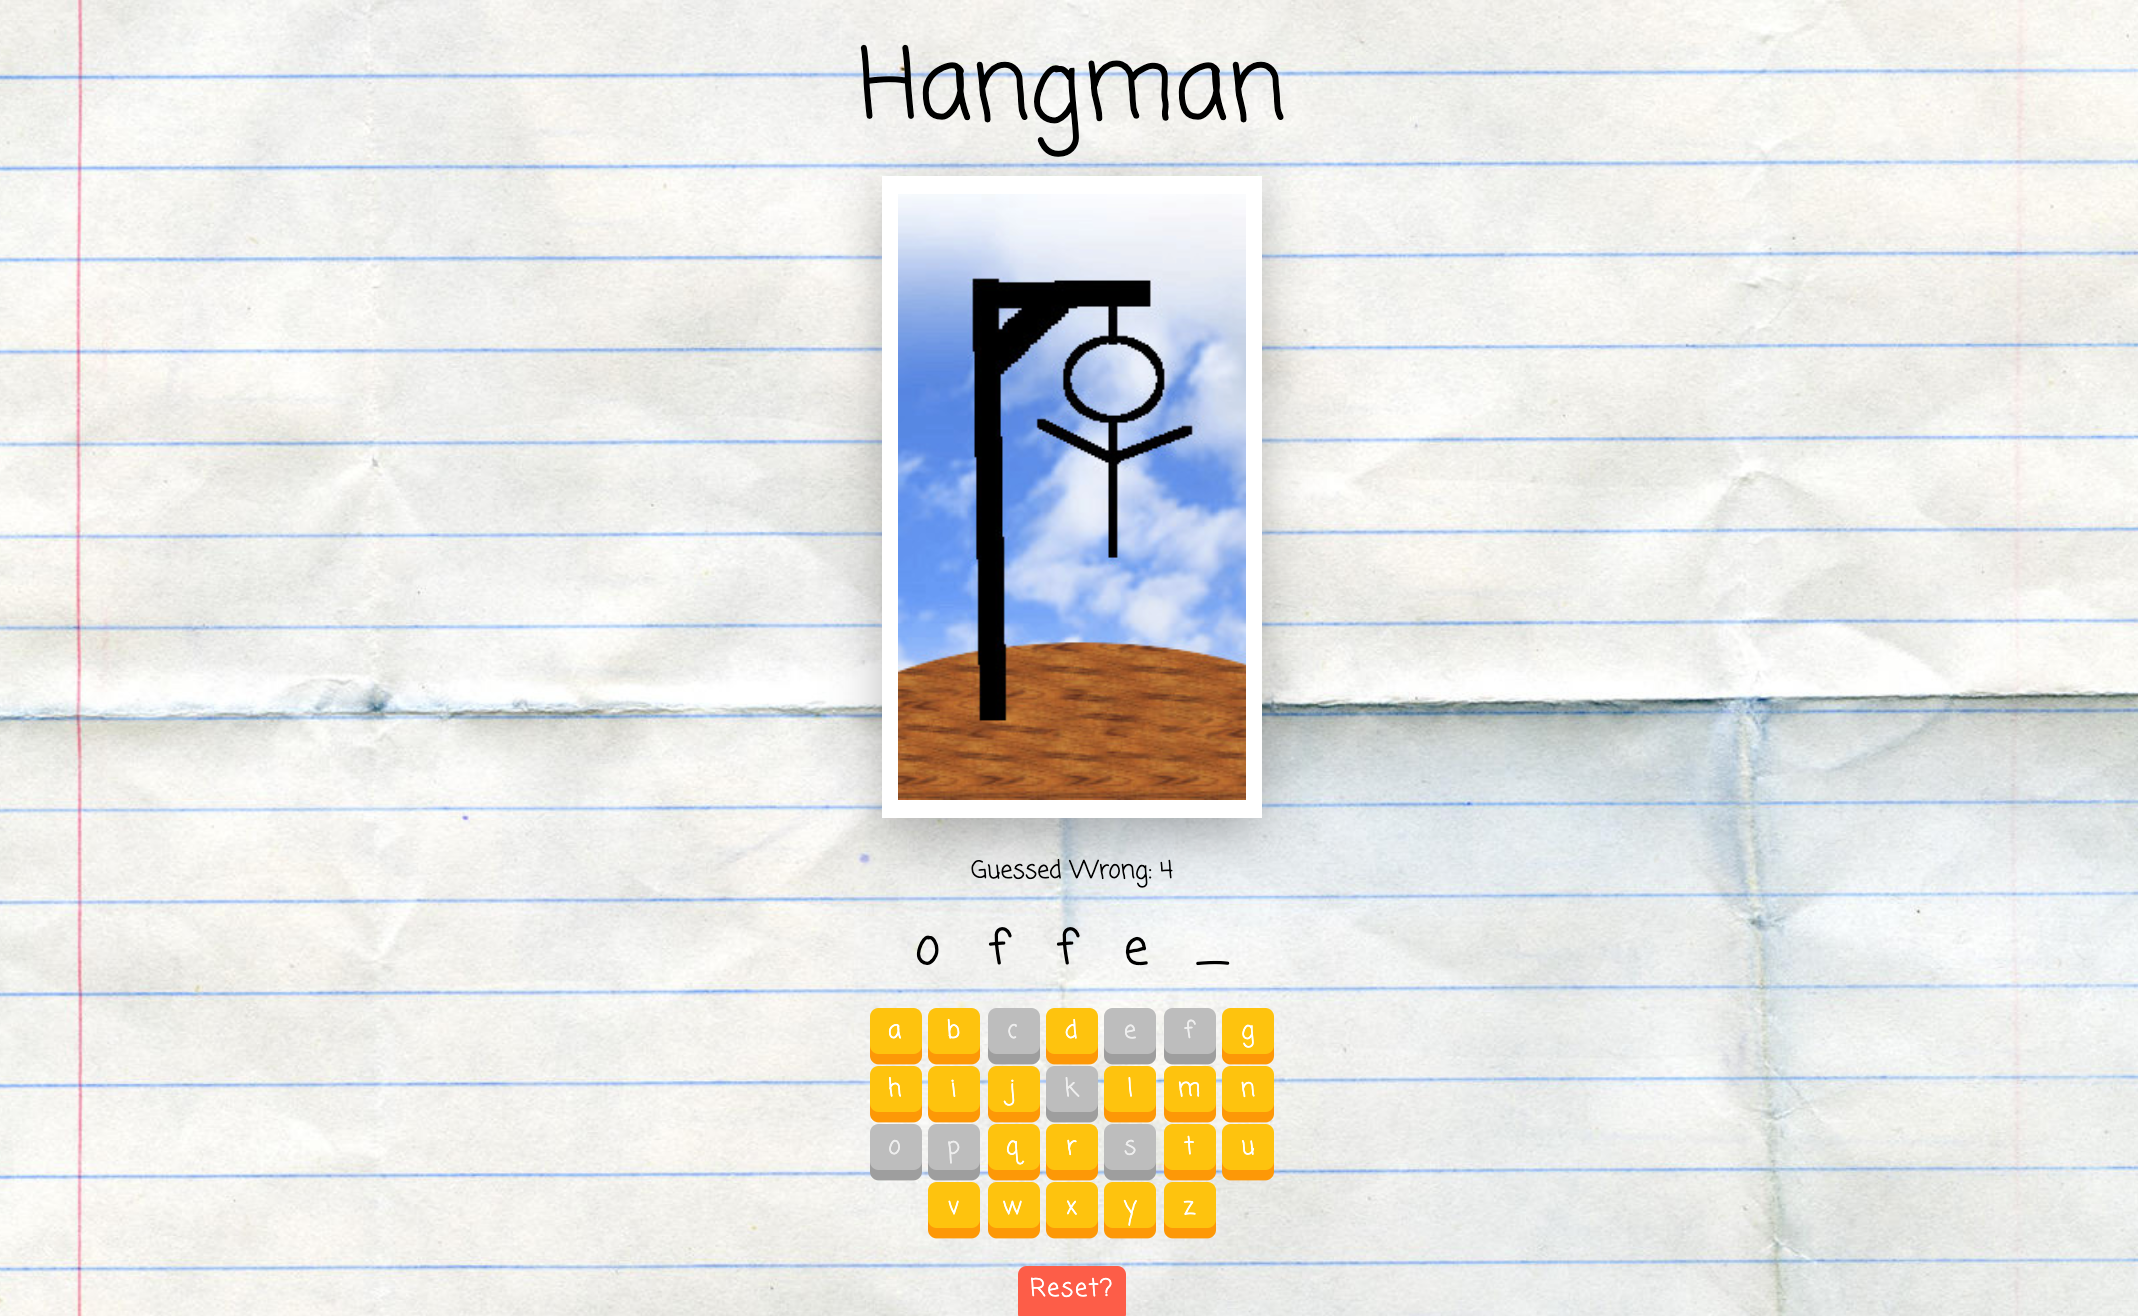 Hangman
Guessed Wrong: 4
o f f e _
a b c d e f g
h i j k l m n
o p q r s t u
v w x y z
Reset?